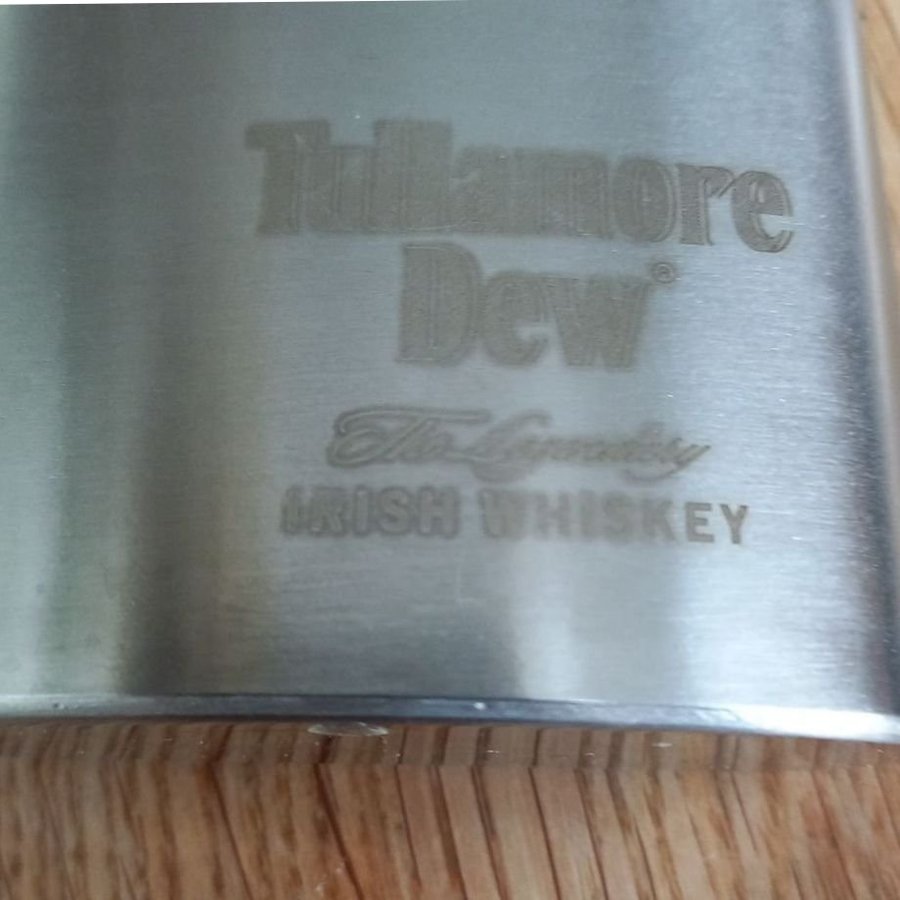 Tullamore
Dew®
The Legendary
IRISH WHISKEY